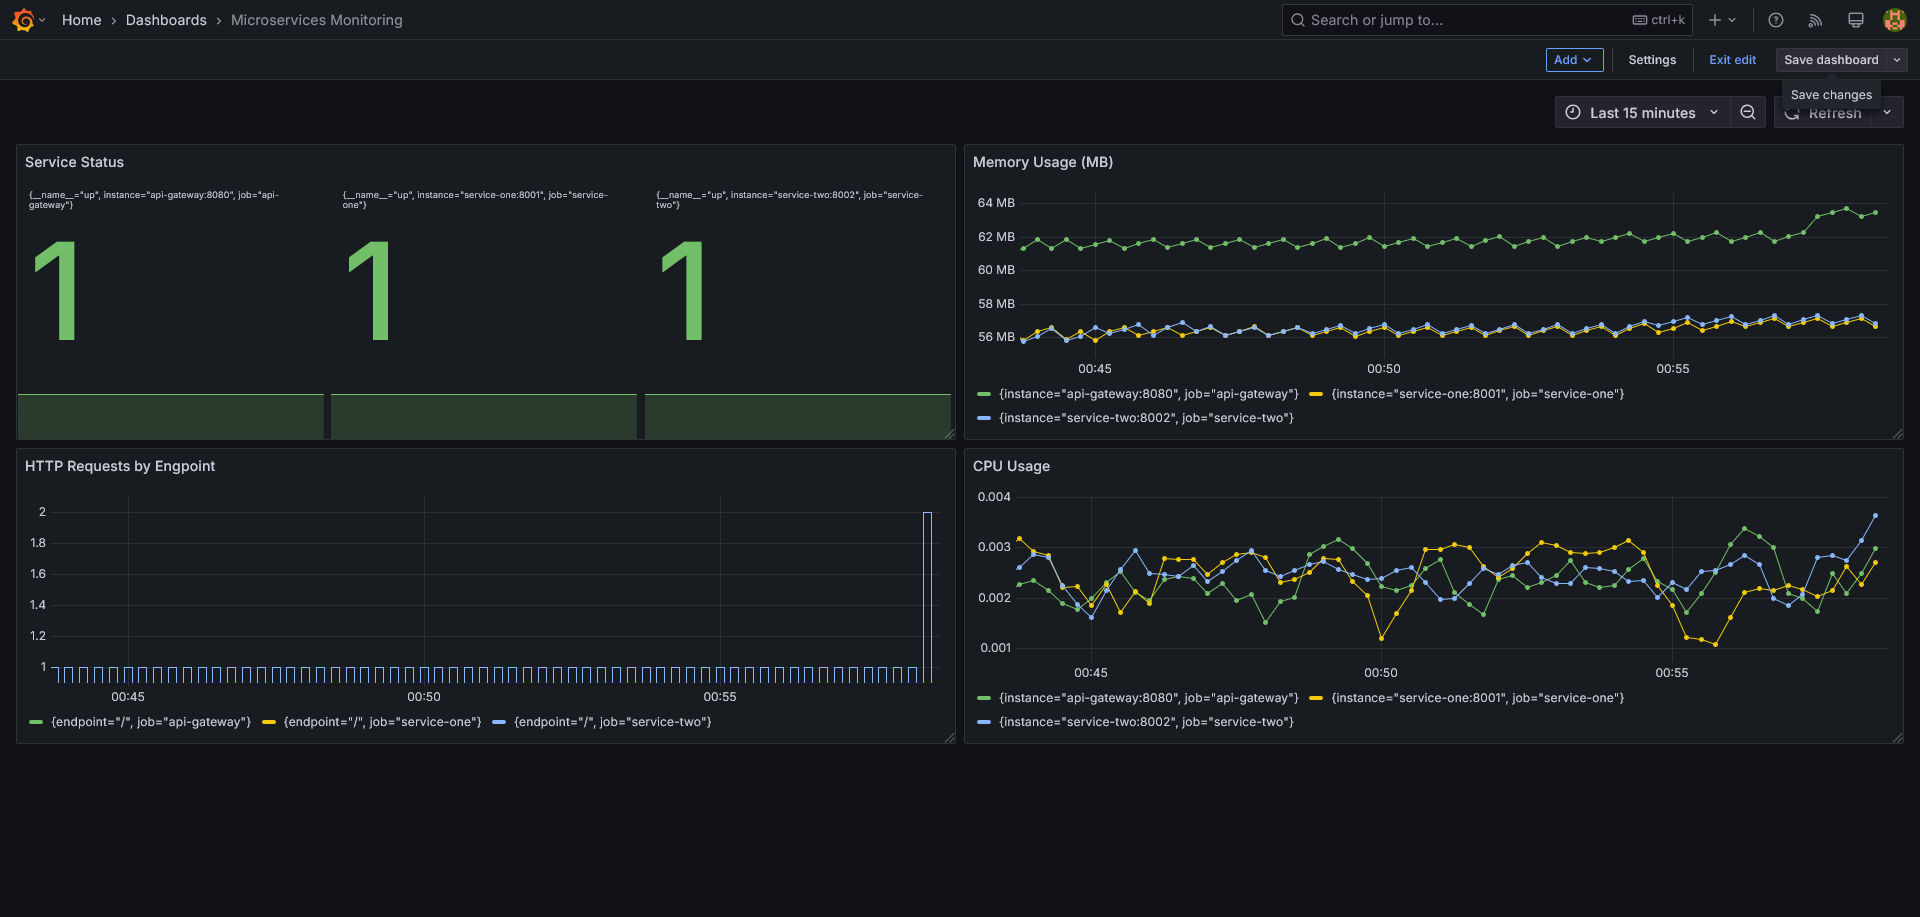 Home › Dashboards › Microservices Monitoring
Search or jump to...
ctrl+k
Add
Settings
Exit edit
Save dashboard
Save changes
Last 15 minutes
Refresh
Service Status
{__name__="up", instance="api-gateway:8080", job="api-
gateway"}
1
{__name__="up", instance="service-one:8001", job="service-
one"}
1
{__name__="up", instance="service-two:8002", job="service-
two"}
1
Memory Usage (MB)
64 MB
62 MB
60 MB
58 MB
56 MB
00:45 00:50 00:55
{instance="api-gateway:8080", job="api-gateway"} {instance="service-one:8001", job="service-one"}
{instance="service-two:8002", job="service-two"}
HTTP Requests by Engpoint
2
1.8
1.6
1.4
1.2
1
00:45 00:50 00:55
{endpoint="/", job="api-gateway"} {endpoint="/", job="service-one"} {endpoint="/", job="service-two"}
CPU Usage
0.004
0.003
0.002
0.001
00:45 00:50 00:55
{instance="api-gateway:8080", job="api-gateway"} {instance="service-one:8001", job="service-one"}
{instance="service-two:8002", job="service-two"}